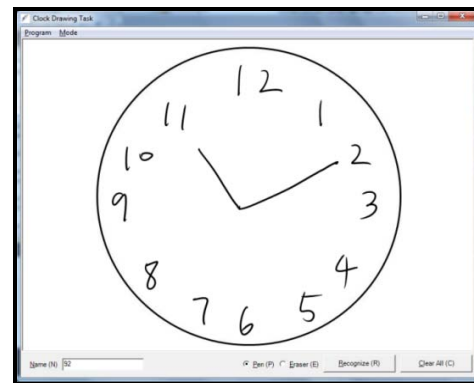 Clock Drawing Task
Program Mode
12
11 1
10 2
9 3
8 4
7 6 5
Name (N) 92 Pen (P) Eraser (E) Recognize (R) Clear All (C)